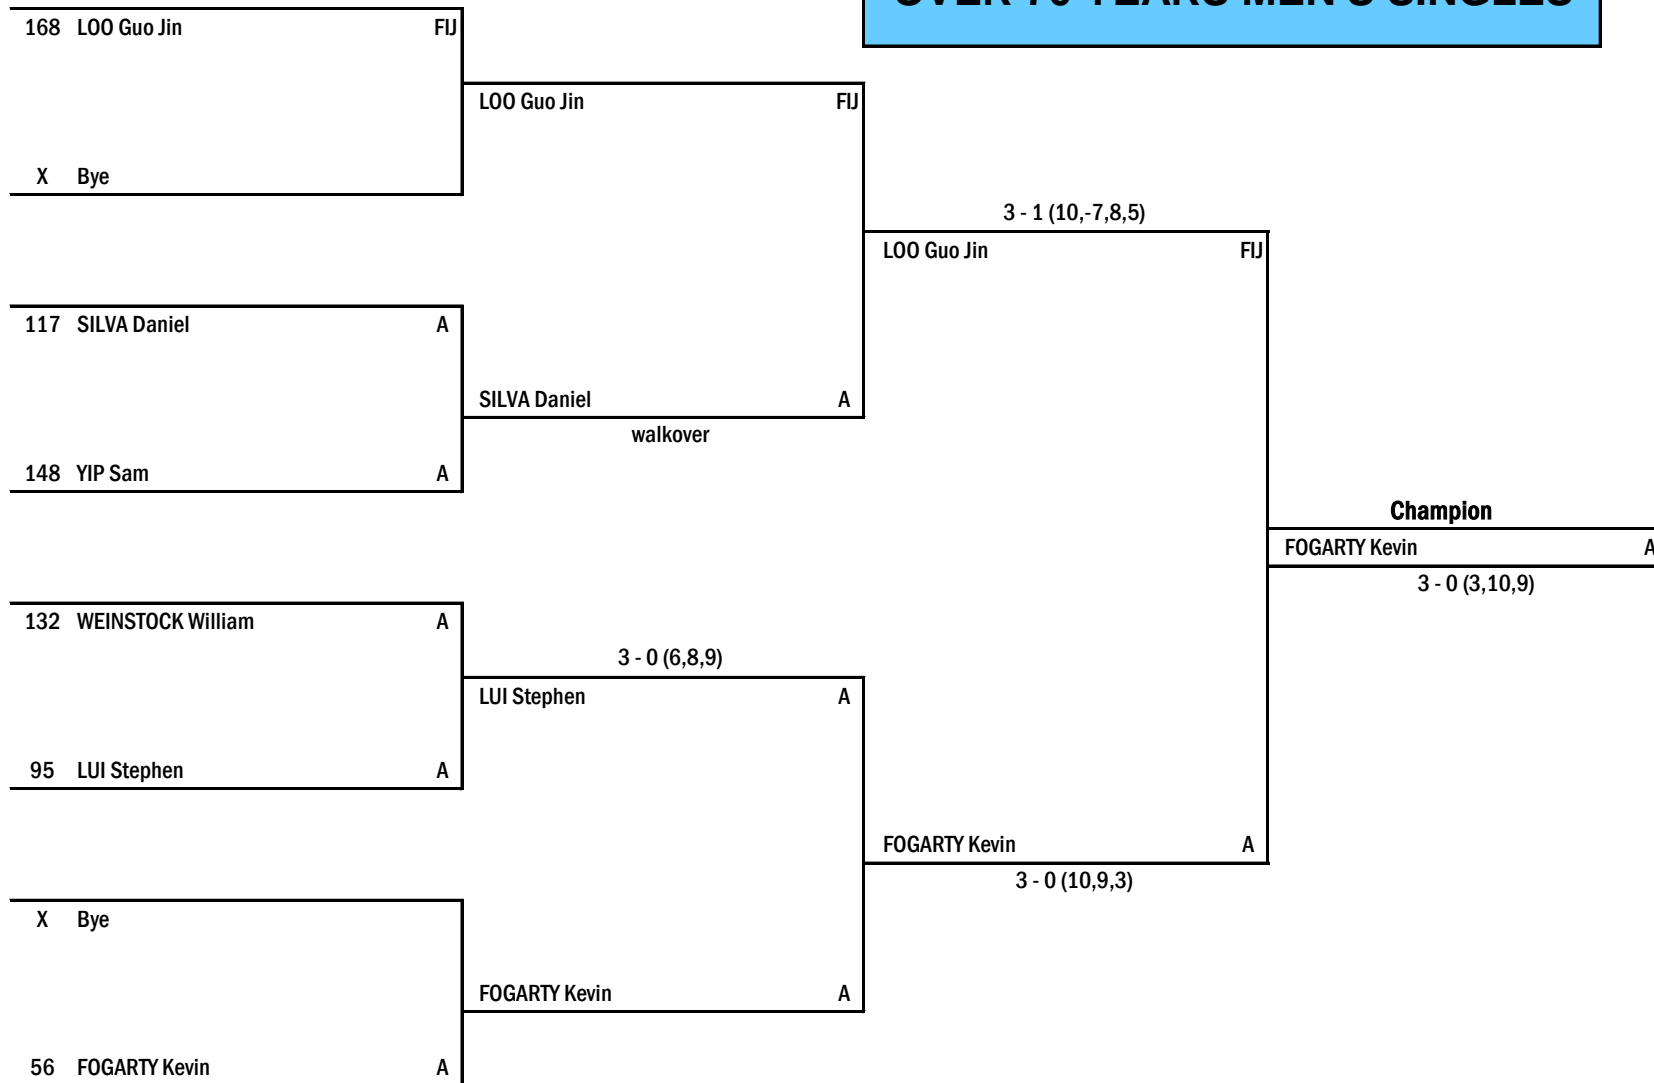 168 LOO Guo Jin FIJ
LOO Guo Jin FIJ
X Bye
3 - 1 (10,-7,8,5)
LOO Guo Jin FIJ
117 SILVA Daniel A
SILVA Daniel A
walkover
148 YIP Sam A
Champion
FOGARTY Kevin A
3 - 0 (3,10,9)
132 WEINSTOCK William A
3 - 0 (6,8,9)
LUI Stephen A
95 LUI Stephen A
FOGARTY Kevin A
3 - 0 (10,9,3)
X Bye
FOGARTY Kevin A
56 FOGARTY Kevin A